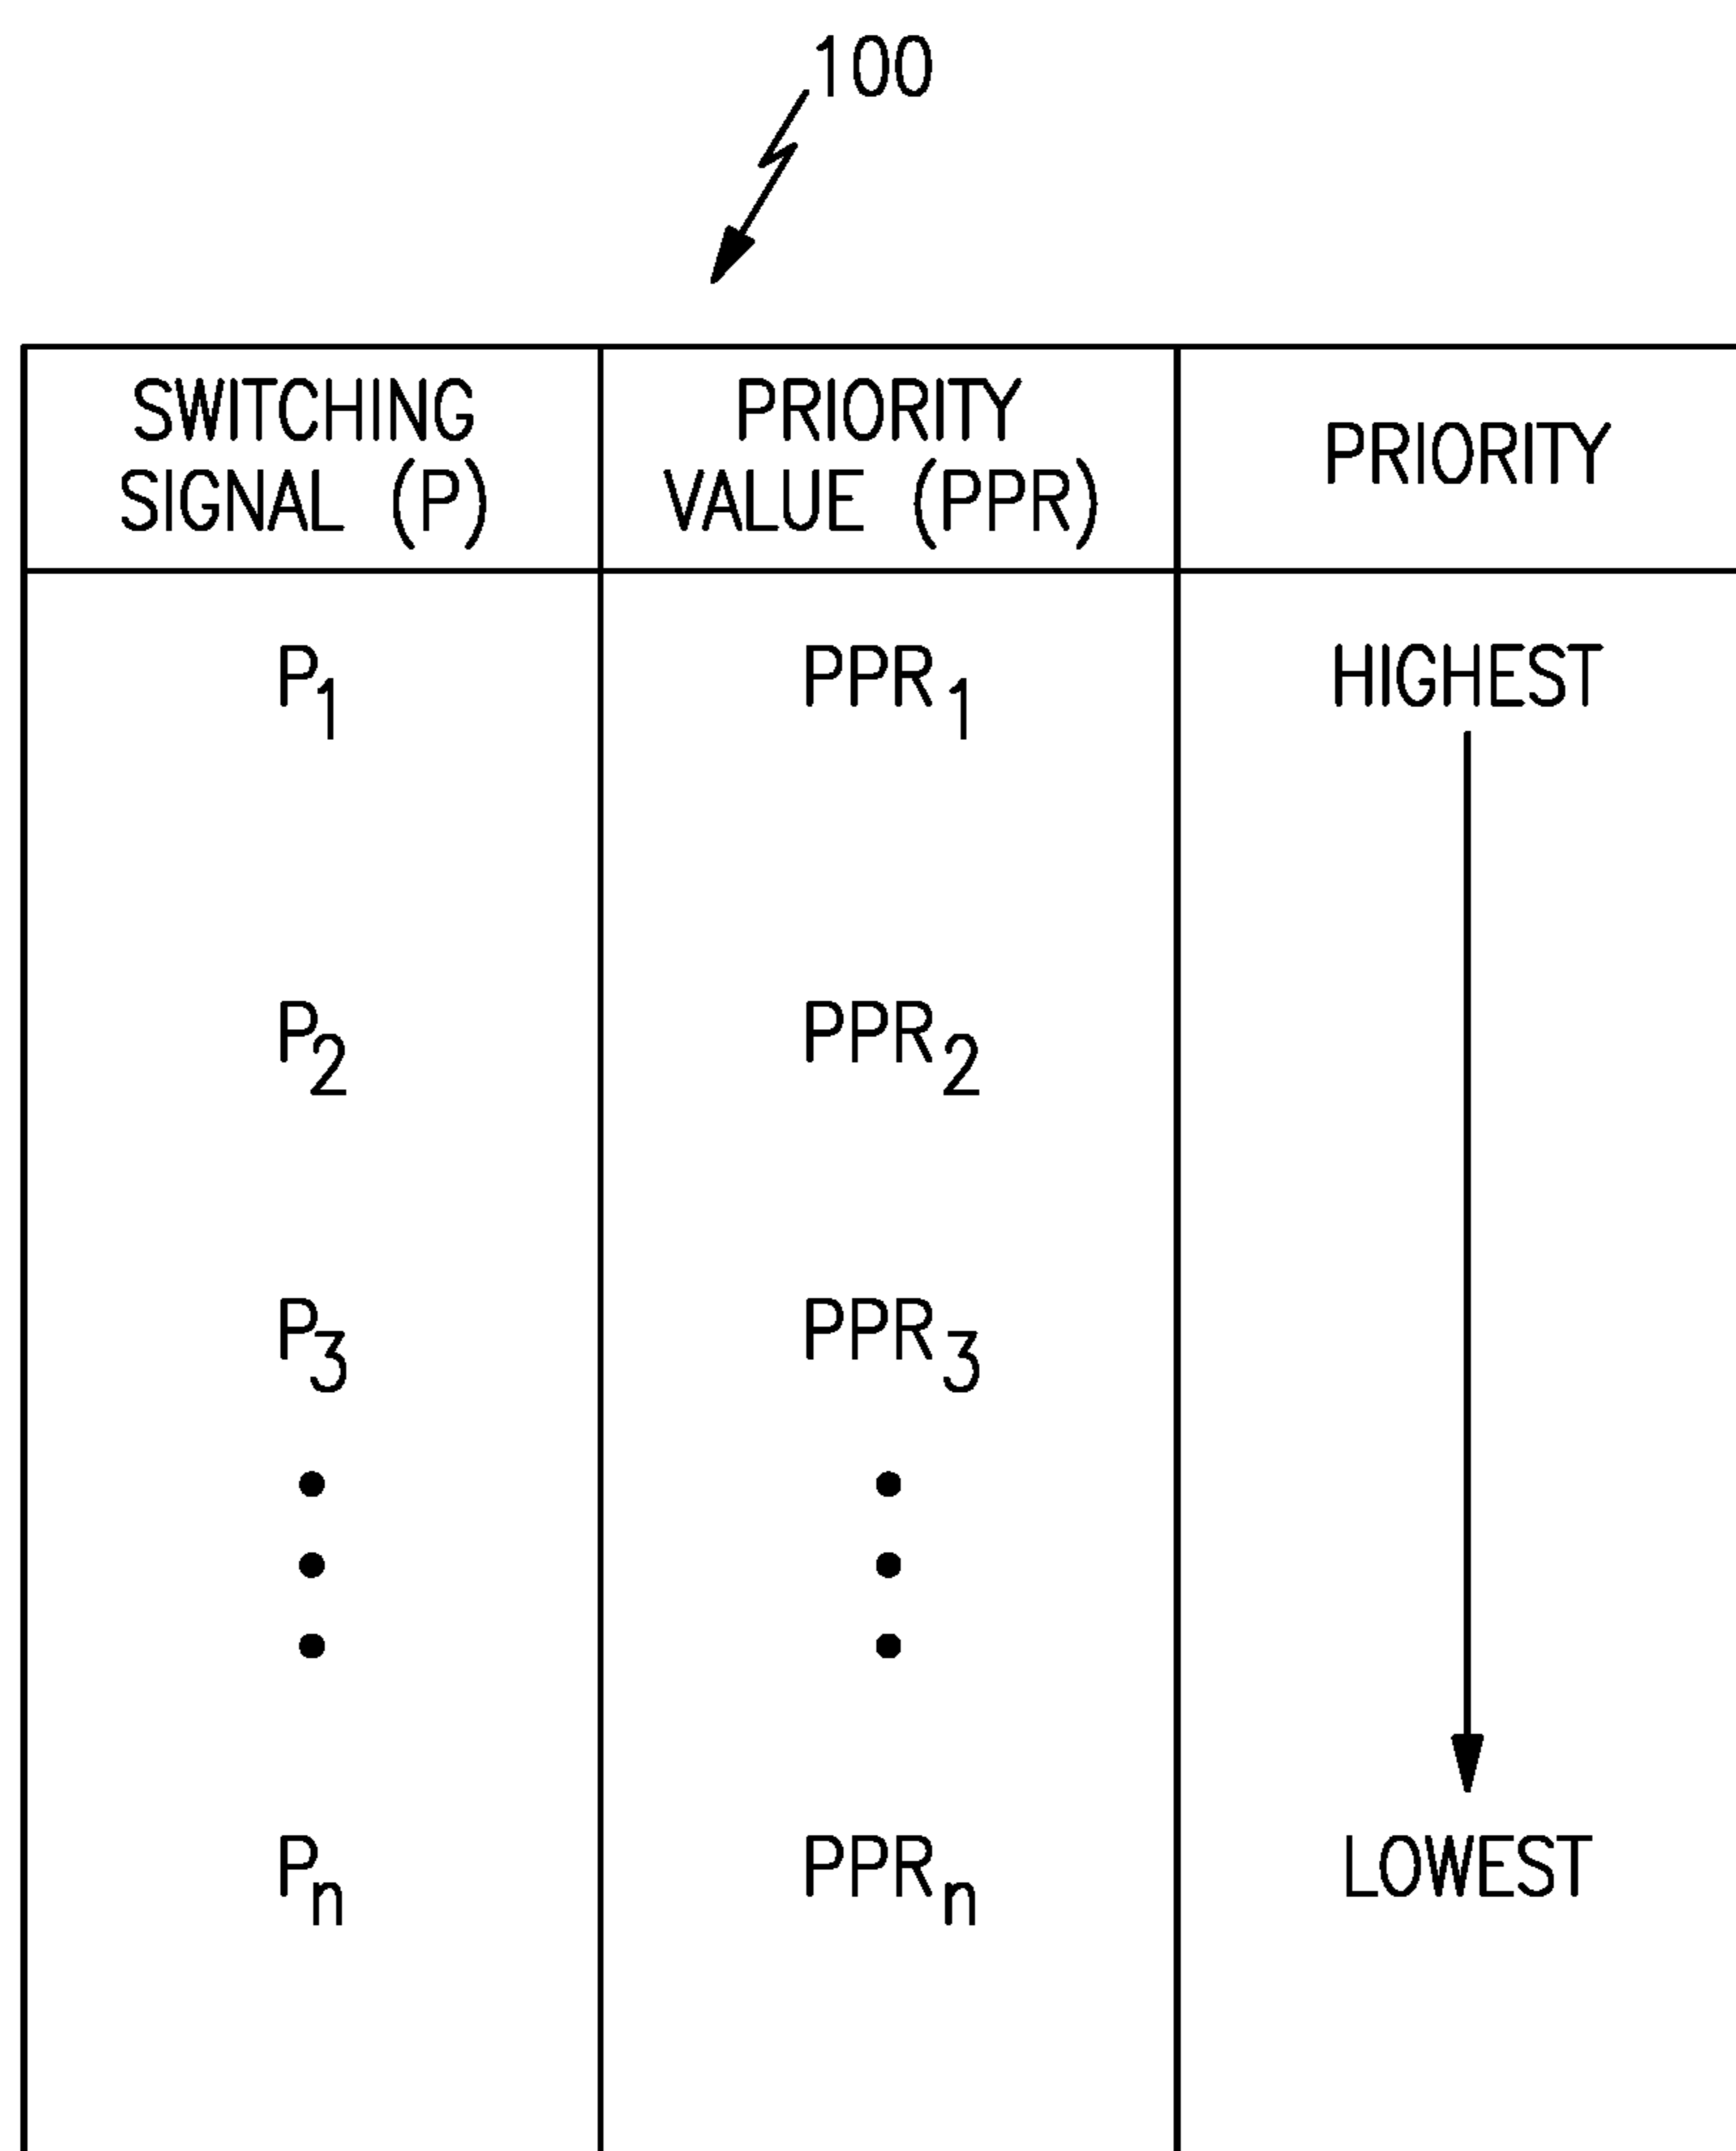 100
SWITCHING
SIGNAL (P)
PRIORITY
VALUE (PPR)
PRIORITY
P1
PPR1
HIGHEST
P2
PPR2
P3
PPR3
Pn
PPRn
LOWEST